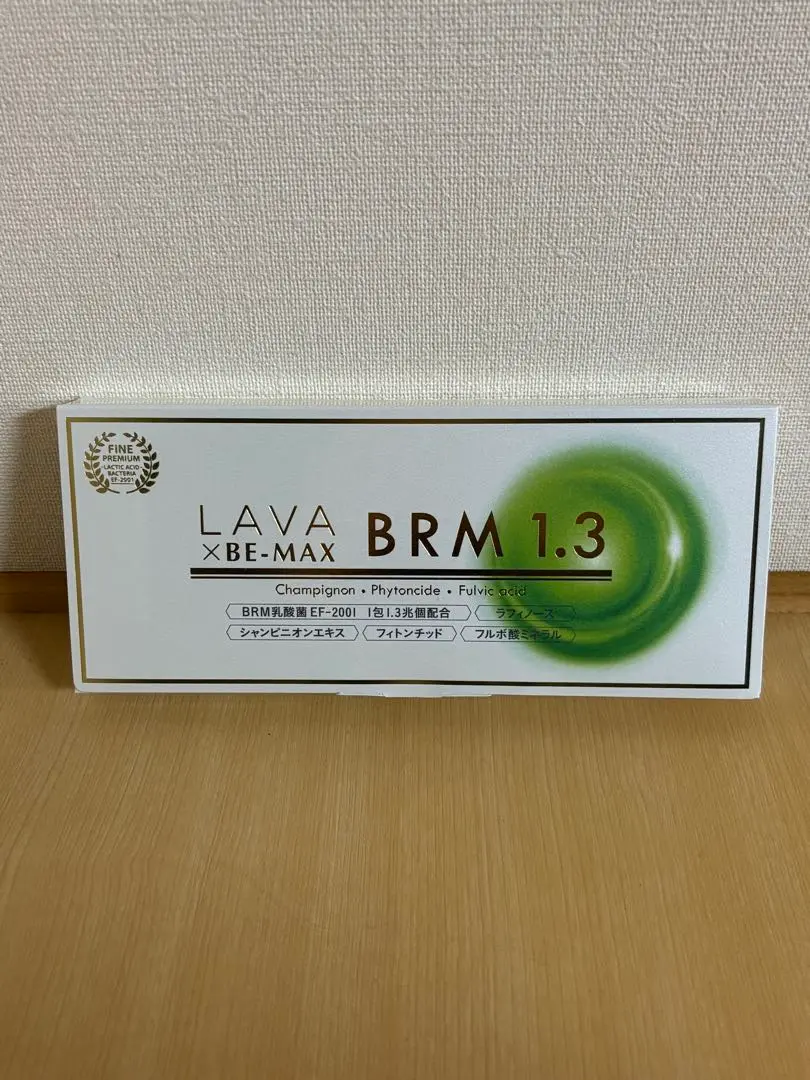 FINE
PREMIUM
-LACTIC ACID-
BACTERIA
EF-2001
LAVA
×BE-MAX
BRM 1.3
Champignon • Phytoncide • Fulvic acid
BRM乳酸菌 EF-2001 1包1.3兆個配合
ラフィノース
シャンピニオンエキス
フィトンチッド
フルボ酸ミネラル